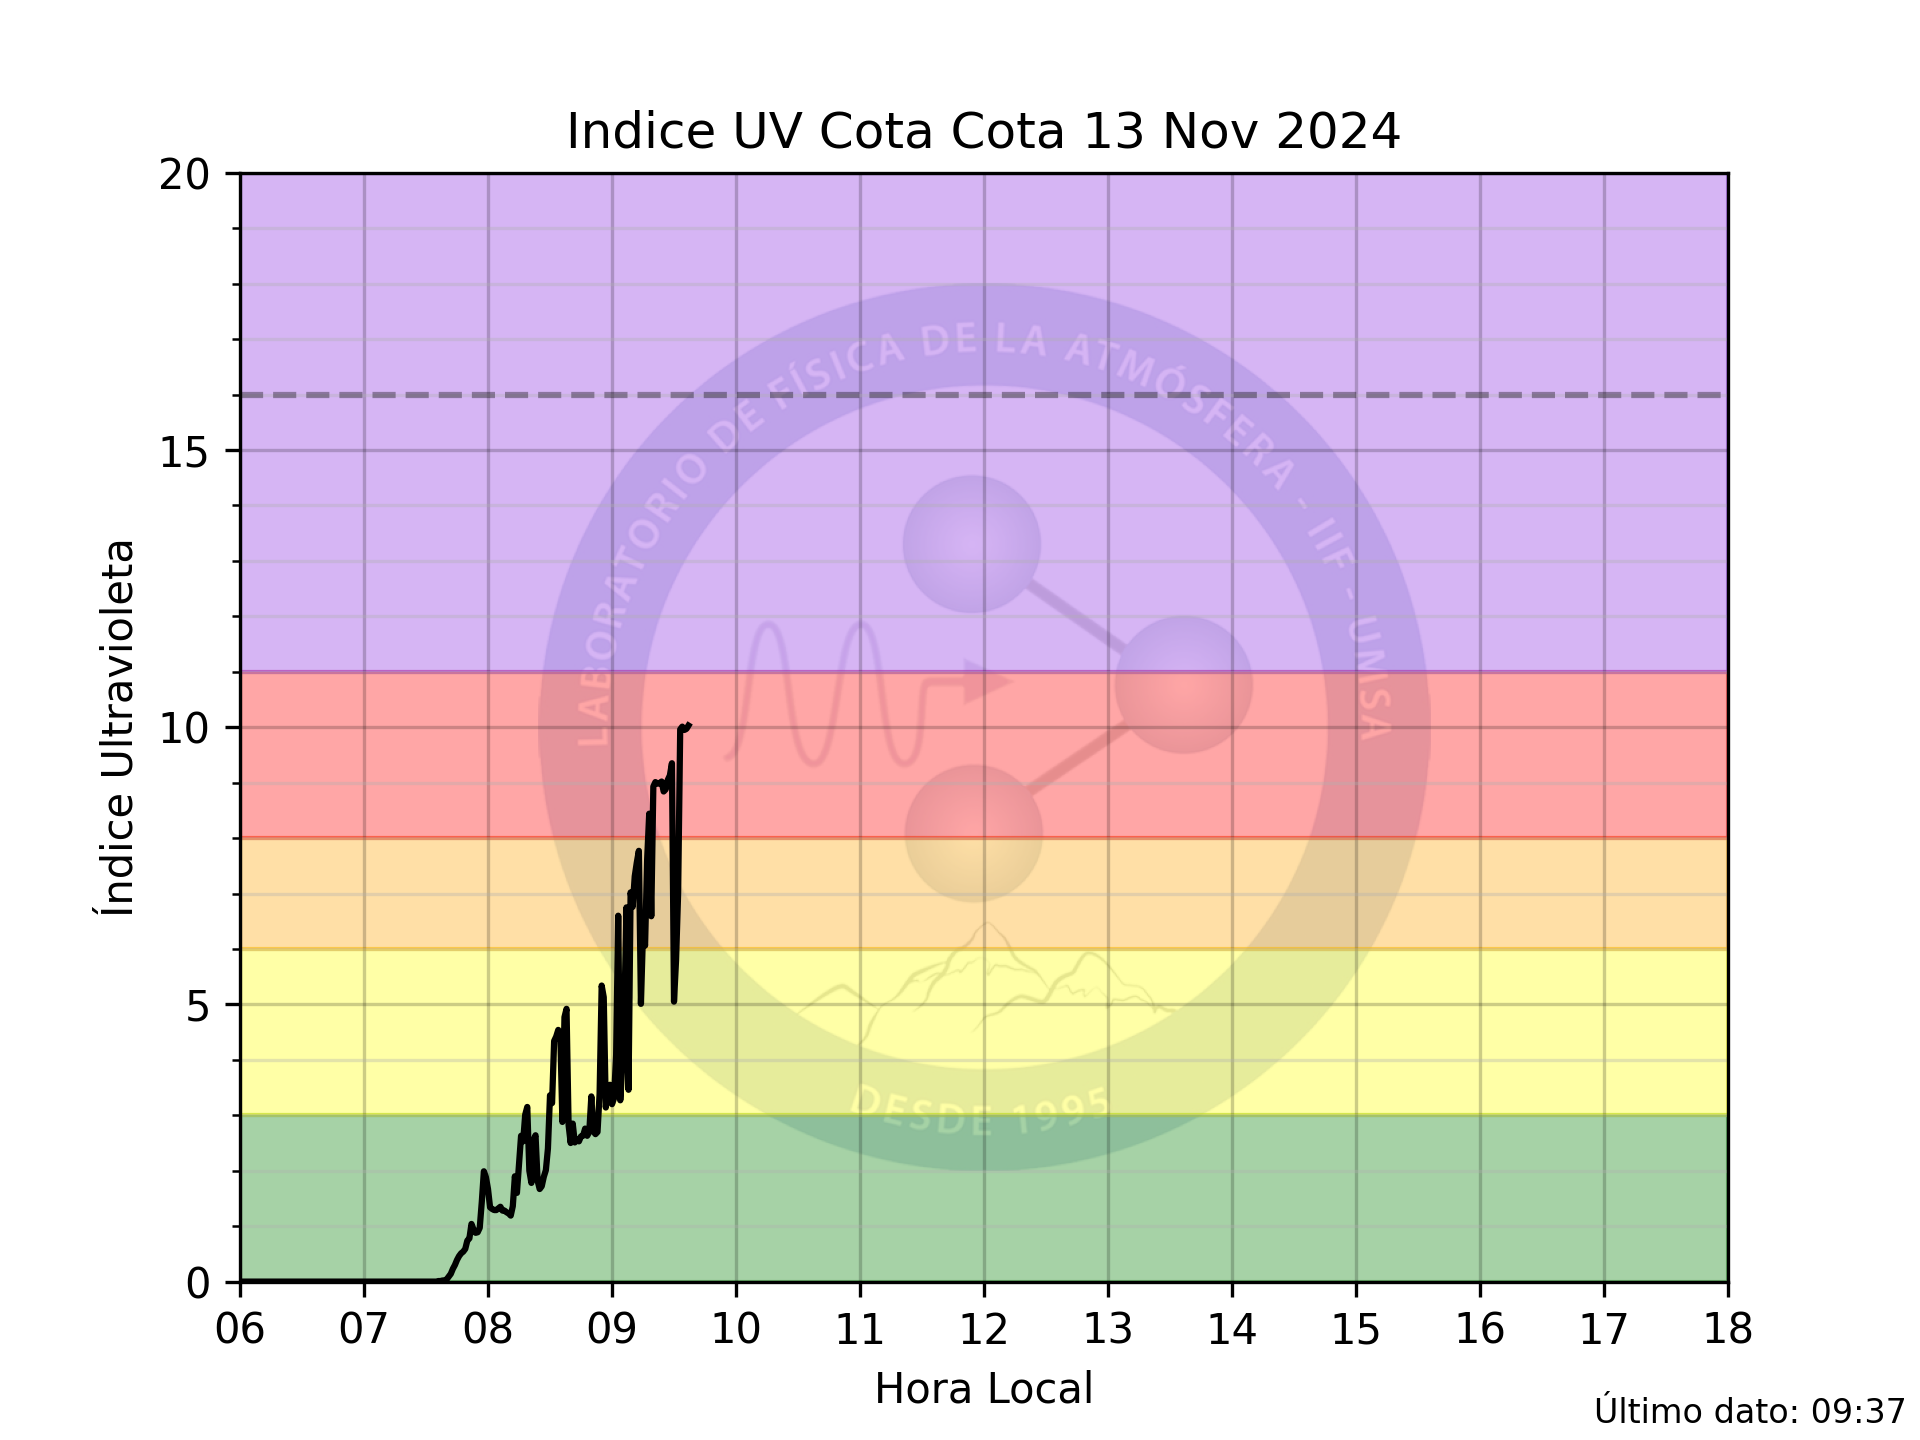 Indice UV Cota Cota 13 Nov 2024
20
15
10
5
0
Índice Ultravioleta
LABORATORIO DE FÍSICA DE LA ATMÓSFERA - IIF - UMSA
DESDE 1995
06 07 08 09 10 11 12 13 14 15 16 17 18
Hora Local
Último dato: 09:37